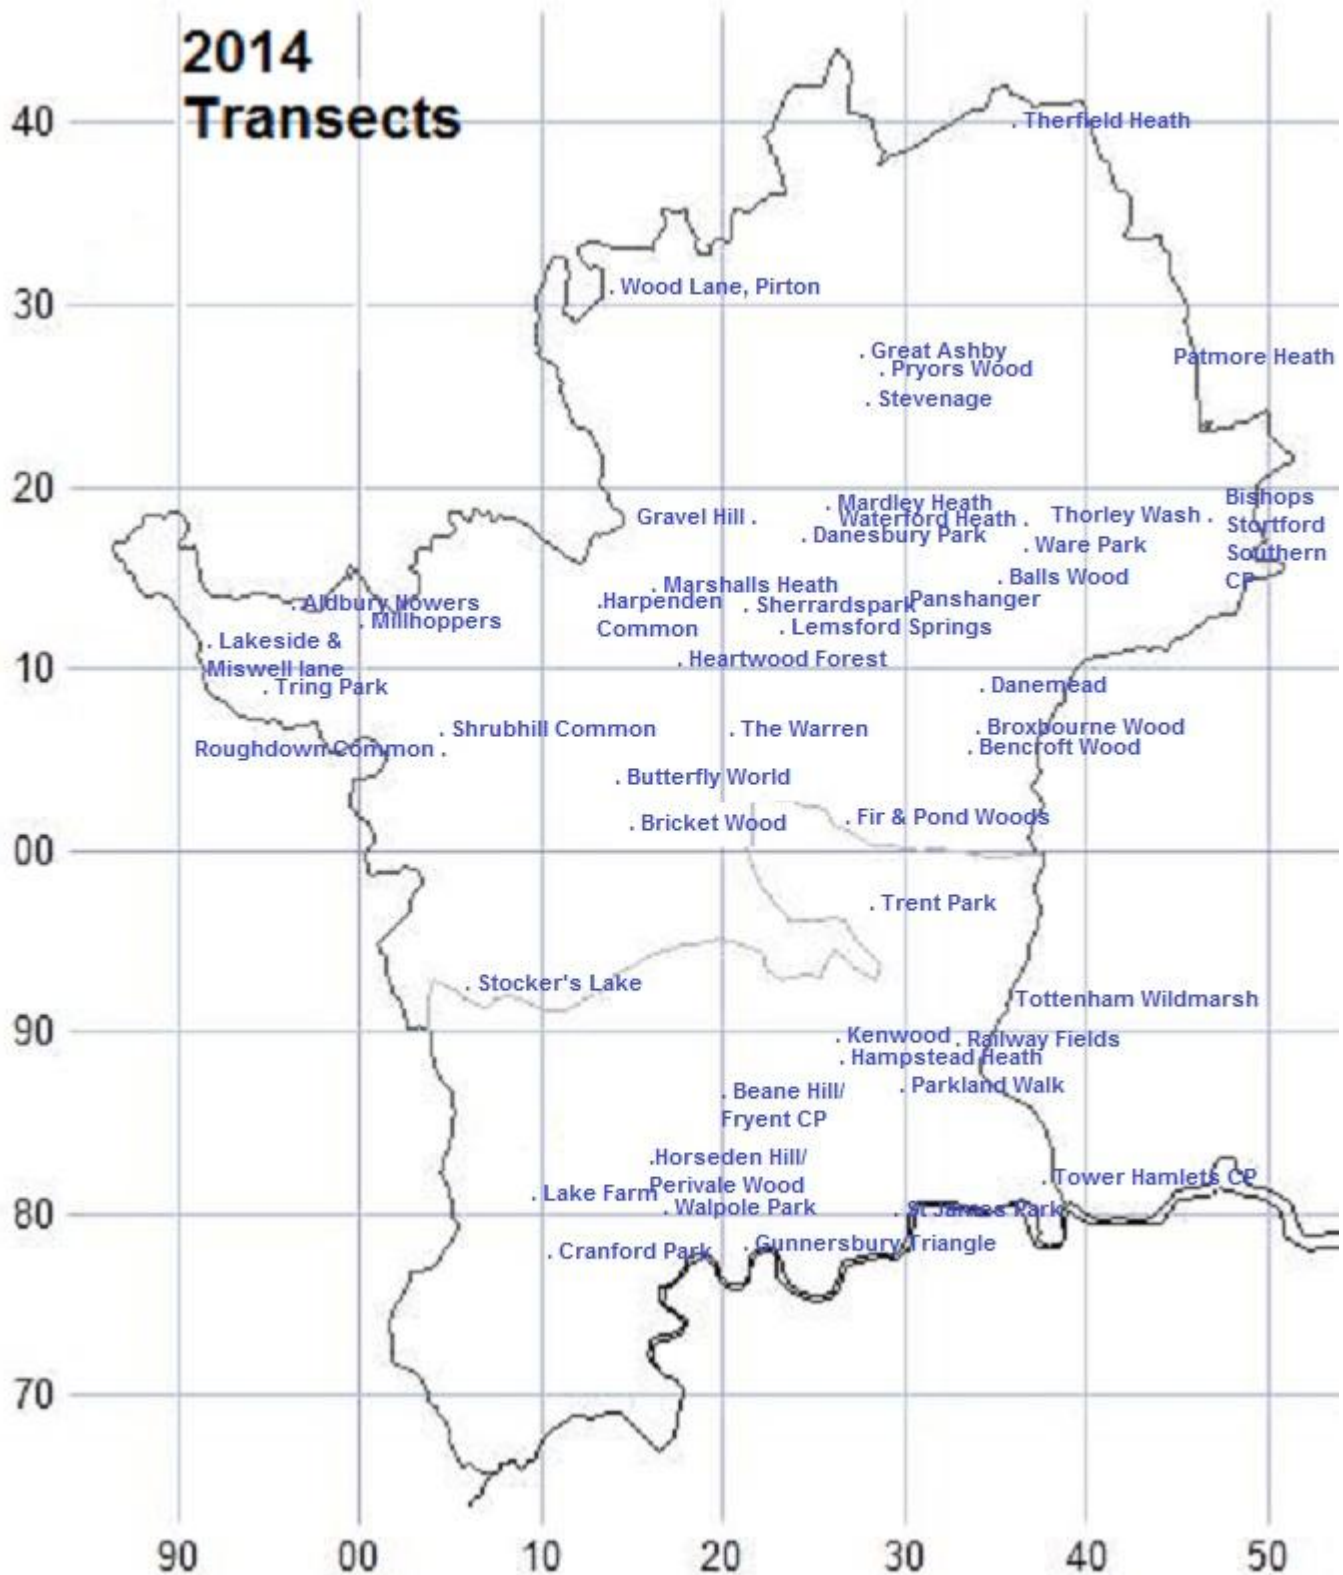 2014
Transects
40
. Therfield Heath
. Wood Lane, Pirton
30
. Great Ashby
Patmore Heath
. Pryors Wood
. Stevenage
20
Bishops
Stortford
Southern
CP
. Mardley Heath
Gravel Hill .
Waterford Heath .
Thorley Wash .
. Danesbury Park
. Ware Park
. Balls Wood
. Marshalls Heath
Panshanger
. Aldbury Nowers
.Harpenden
Common
. Sherrardspark
. Millhoppers
. Lemsford Springs
. Lakeside &
Miswell lane
10
. Heartwood Forest
. Tring Park
. Danemead
. Shrubhill Common
. The Warren
. Broxbourne Wood
Roughdown Common .
. Bencroft Wood
. Butterfly World
. Bricket Wood
. Fir & Pond Woods
00
. Trent Park
. Stocker's Lake
Tottenham Wildmarsh
90
. Kenwood
. Railway Fields
. Hampstead Heath
. Parkland Walk
. Beane Hill/
Fryent CP
.Horseden Hill/
Perivale Wood
. Tower Hamlets CP
. Lake Farm
. Walpole Park
80
. St James Park
. Gunnersbury Triangle
. Cranford Park
70
90 00 10 20 30 40 50